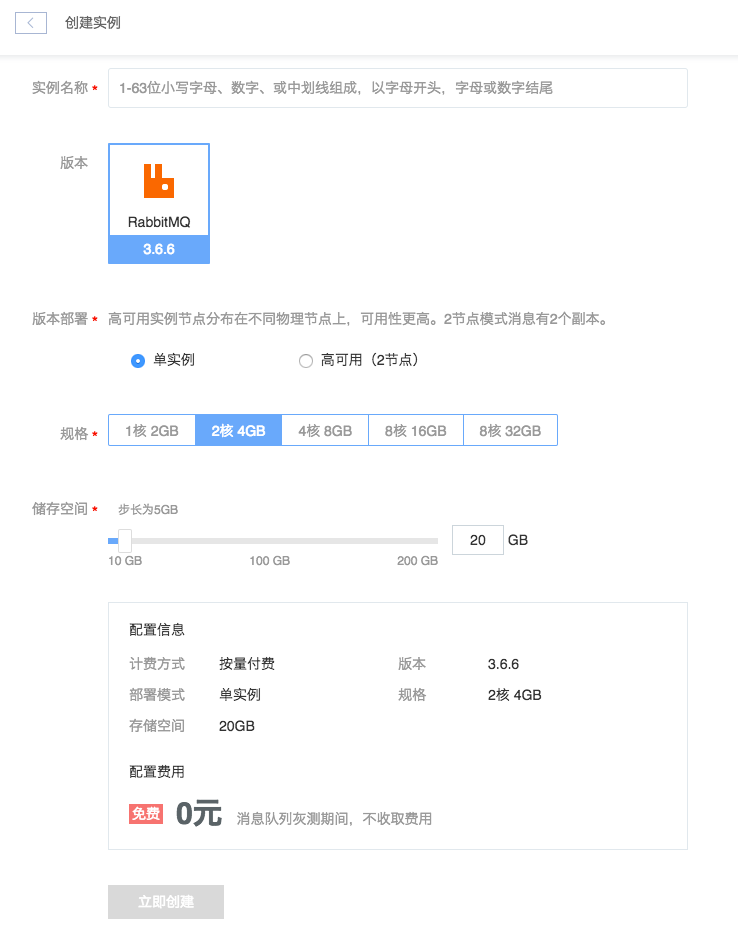 创建实例
实例名称 *
1-63位小写字母、数字、或中划线组成，以字母开头，字母或数字结尾
版本
RabbitMQ
3.6.6
版本部署 * 高可用实例节点分布在不同物理节点上，可用性更高。2节点模式消息有2个副本。
单实例 高可用（2节点）
规格 * 1核 2GB 2核 4GB 4核 8GB 8核 16GB 8核 32GB
储存空间 * 步长为5GB
20 GB
10 GB 100 GB 200 GB
配置信息
计费方式 按量付费 版本 3.6.6
部署模式 单实例 规格 2核 4GB
存储空间 20GB
配置费用
免费 0元 消息队列灰测期间，不收取费用
立即创建